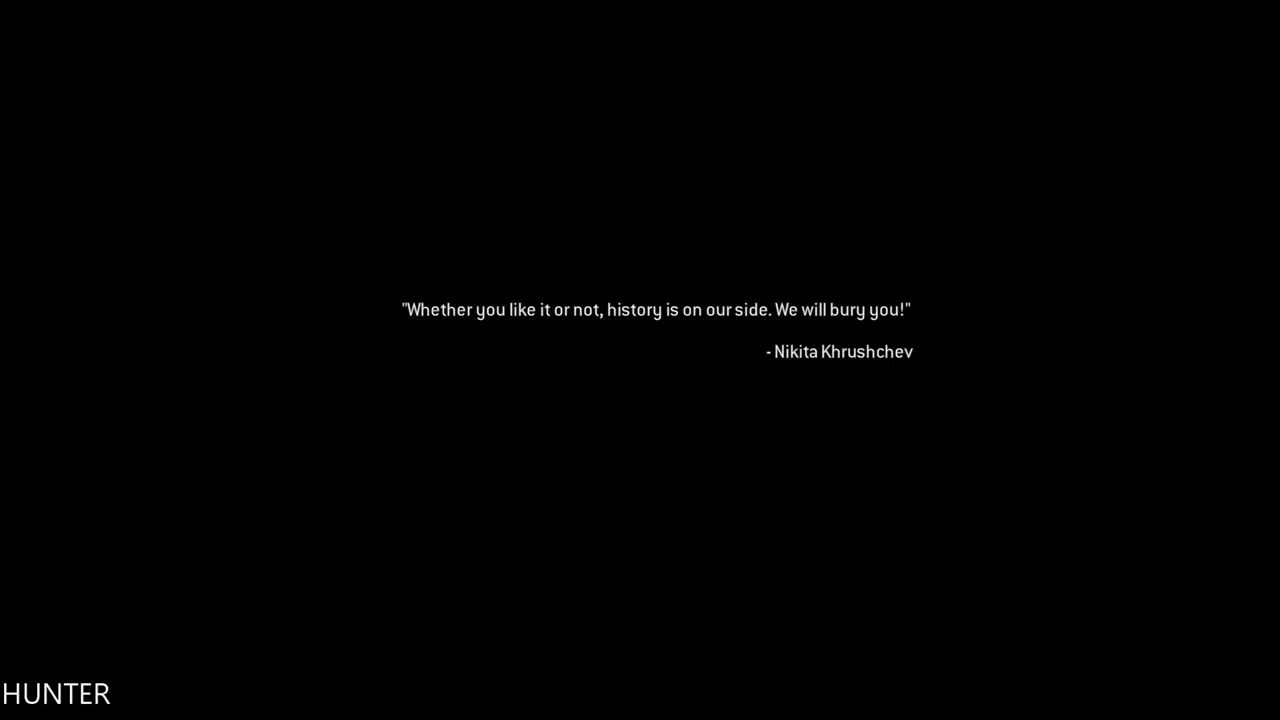 "Whether you like it or not, history is on our side. We will bury you!"
- Nikita Khrushchev
HUNTER